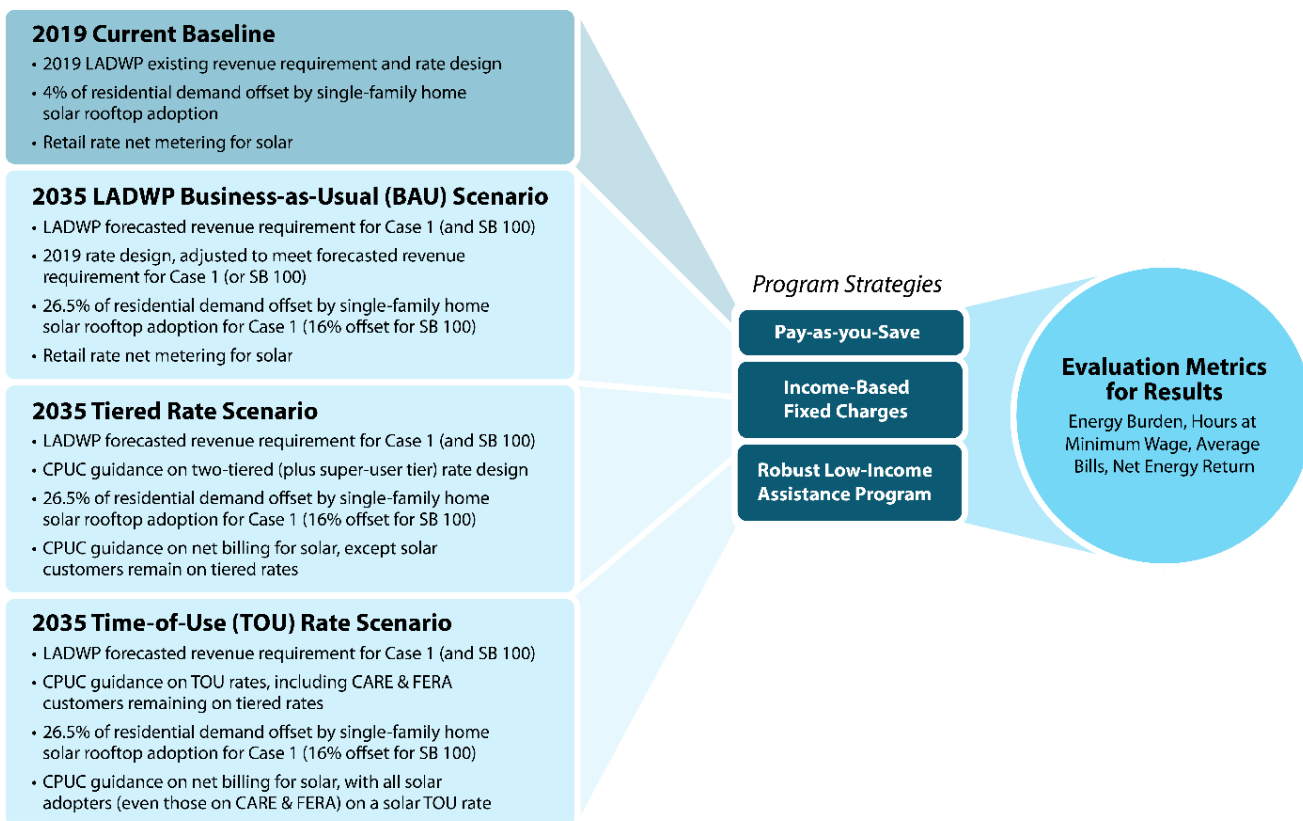 2019 Current Baseline
• 2019 LADWP existing revenue requirement and rate design
• 4% of residential demand offset by single-family home
solar rooftop adoption
• Retail rate net metering for solar
2035 LADWP Business-as-Usual (BAU) Scenario
• LADWP forecasted revenue requirement for Case 1 (and SB 100)
• 2019 rate design, adjusted to meet forecasted revenue
requirement for Case 1 (or SB 100)
• 26.5% of residential demand offset by single-family home
solar rooftop adoption for Case 1 (16% offset for SB 100)
• Retail rate net metering for solar
2035 Tiered Rate Scenario
• LADWP forecasted revenue requirement for Case 1 (and SB 100)
• CPUC guidance on two-tiered (plus super-user tier) rate design
• 26.5% of residential demand offset by single-family home
solar rooftop adoption for Case 1 (16% offset for SB 100)
• CPUC guidance on net billing for solar, except solar
customers remain on tiered rates
2035 Time-of-Use (TOU) Rate Scenario
• LADWP forecasted revenue requirement for Case 1 (and SB 100)
• CPUC guidance on TOU rates, including CARE & FERA
customers remaining on tiered rates
• 26.5% of residential demand offset by single-family home
solar rooftop adoption for Case 1 (16% offset for SB 100)
• CPUC guidance on net billing for solar, with all solar
adopters (even those on CARE & FERA) on a solar TOU rate
Program Strategies
Pay-as-you-Save
Income-Based
Fixed Charges
Robust Low-Income
Assistance Program
Evaluation Metrics
for Results
Energy Burden, Hours at
Minimum Wage, Average
Bills, Net Energy Return